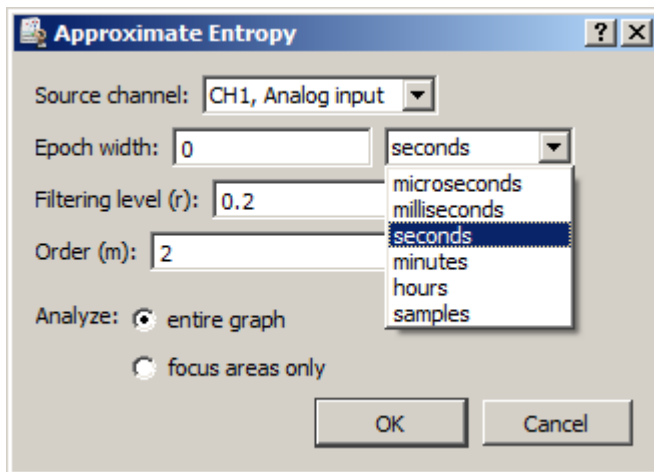 Approximate Entropy
Source channel: CH1, Analog input
Epoch width: 0 seconds
microseconds
milliseconds
seconds
minutes
hours
samples
Filtering level (r): 0.2
Order (m): 2
Analyze: entire graph
focus areas only
OK Cancel